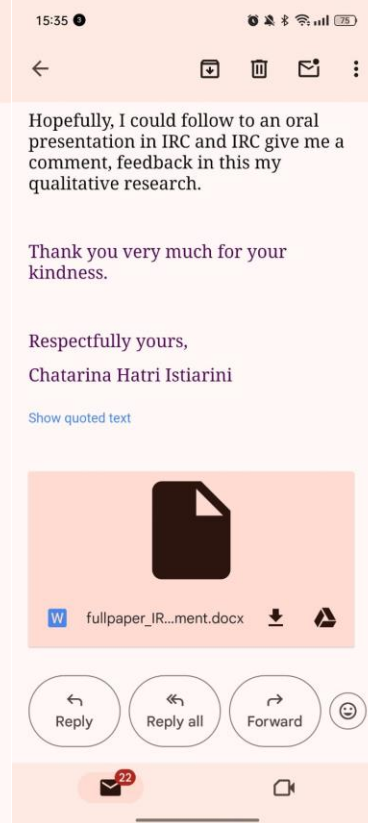 15:35
75
Hopefully, I could follow to an oral
presentation in IRC and IRC give me a
comment, feedback in this my
qualitative research.
Thank you very much for your
kindness.
Respectfully yours,
Chatarina Hatri Istiarini
Show quoted text
W fullpaper_IR...ment.docx
Reply Reply all Forward
22